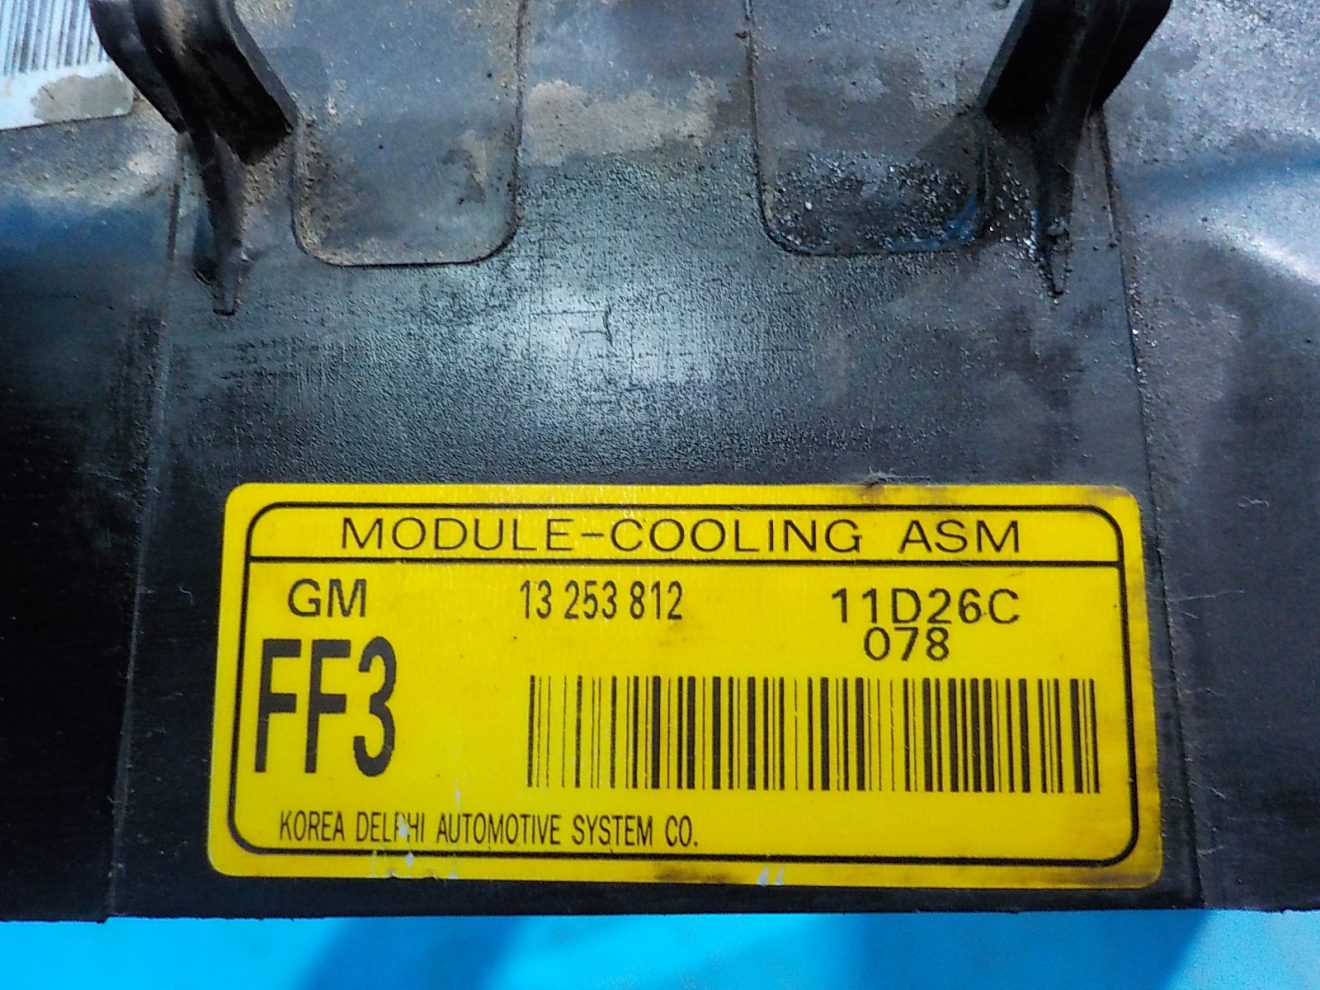 MODULE-COOLING ASM
GM 13 253 812 11D26C
078
FF3
KOREA DELPHI AUTOMOTIVE SYSTEM CO.